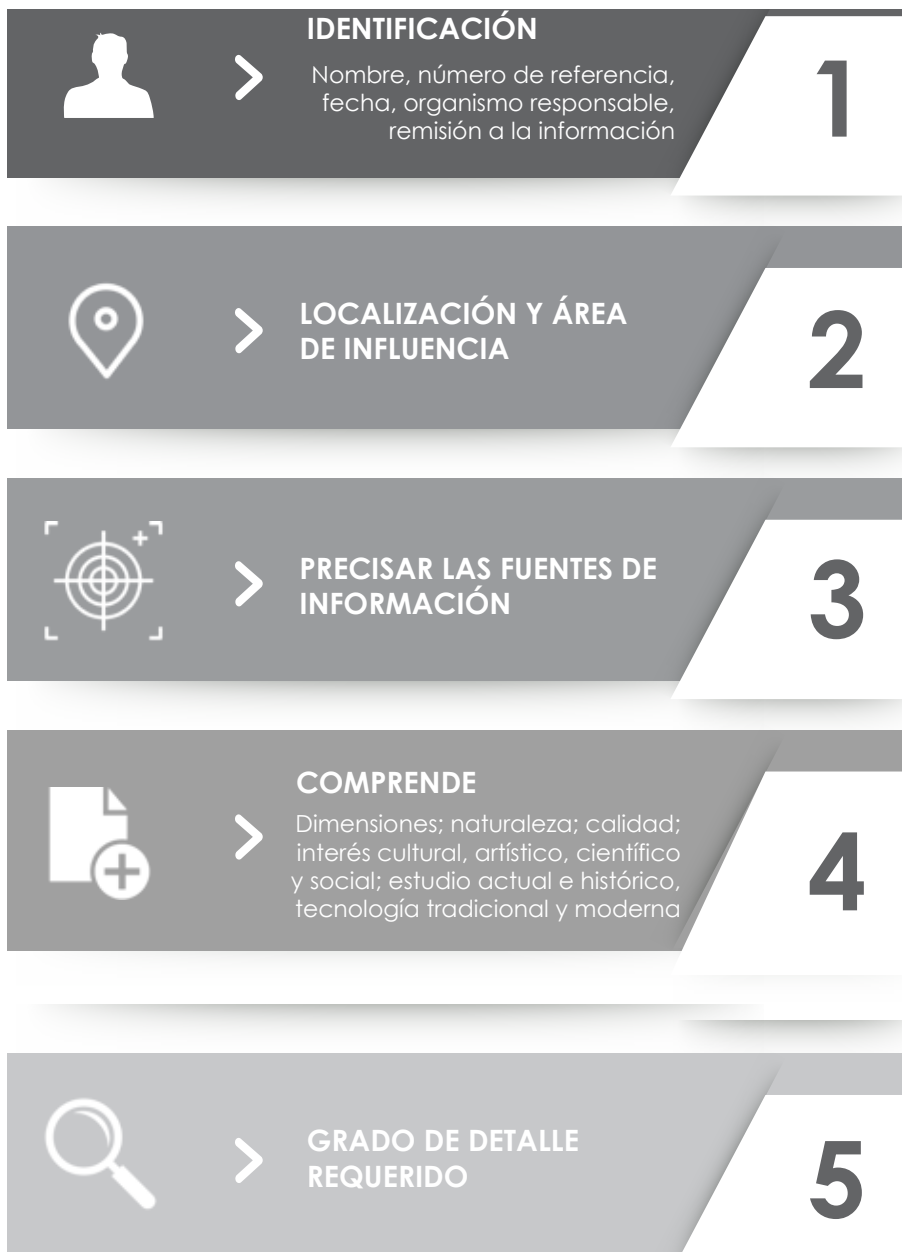 IDENTIFICACIÓN
Nombre, número de referencia,
fecha, organismo responsable,
remisión a la información
1
LOCALIZACIÓN Y ÁREA
DE INFLUENCIA
2
PRECISAR LAS FUENTES DE
INFORMACIÓN
3
COMPRENDE
Dimensiones; naturaleza; calidad;
interés cultural, artístico, científico
y social; estudio actual e histórico,
tecnología tradicional y moderna
4
GRADO DE DETALLE
REQUERIDO
5